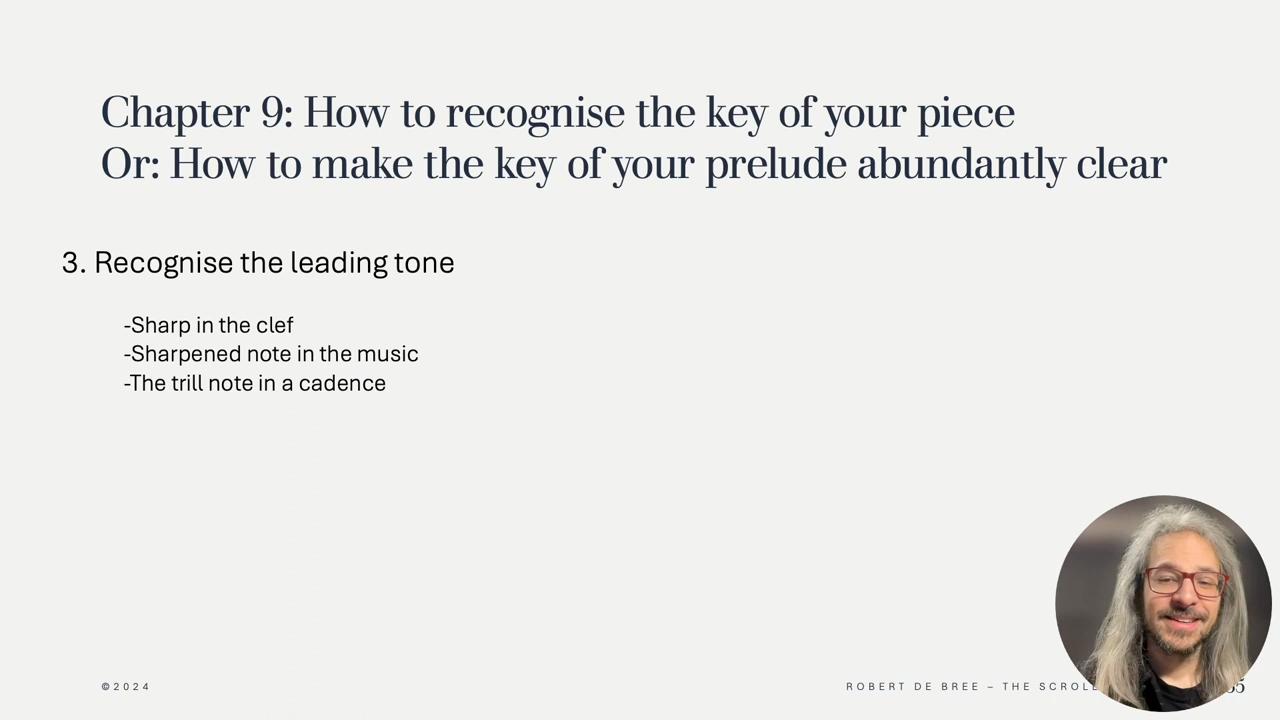 Chapter 9: How to recognise the key of your piece
Or: How to make the key of your prelude abundantly clear
3. Recognise the leading tone
-Sharp in the clef
-Sharpened note in the music
-The trill note in a cadence
©2024
ROBERT DE BREE – THE SCROLL